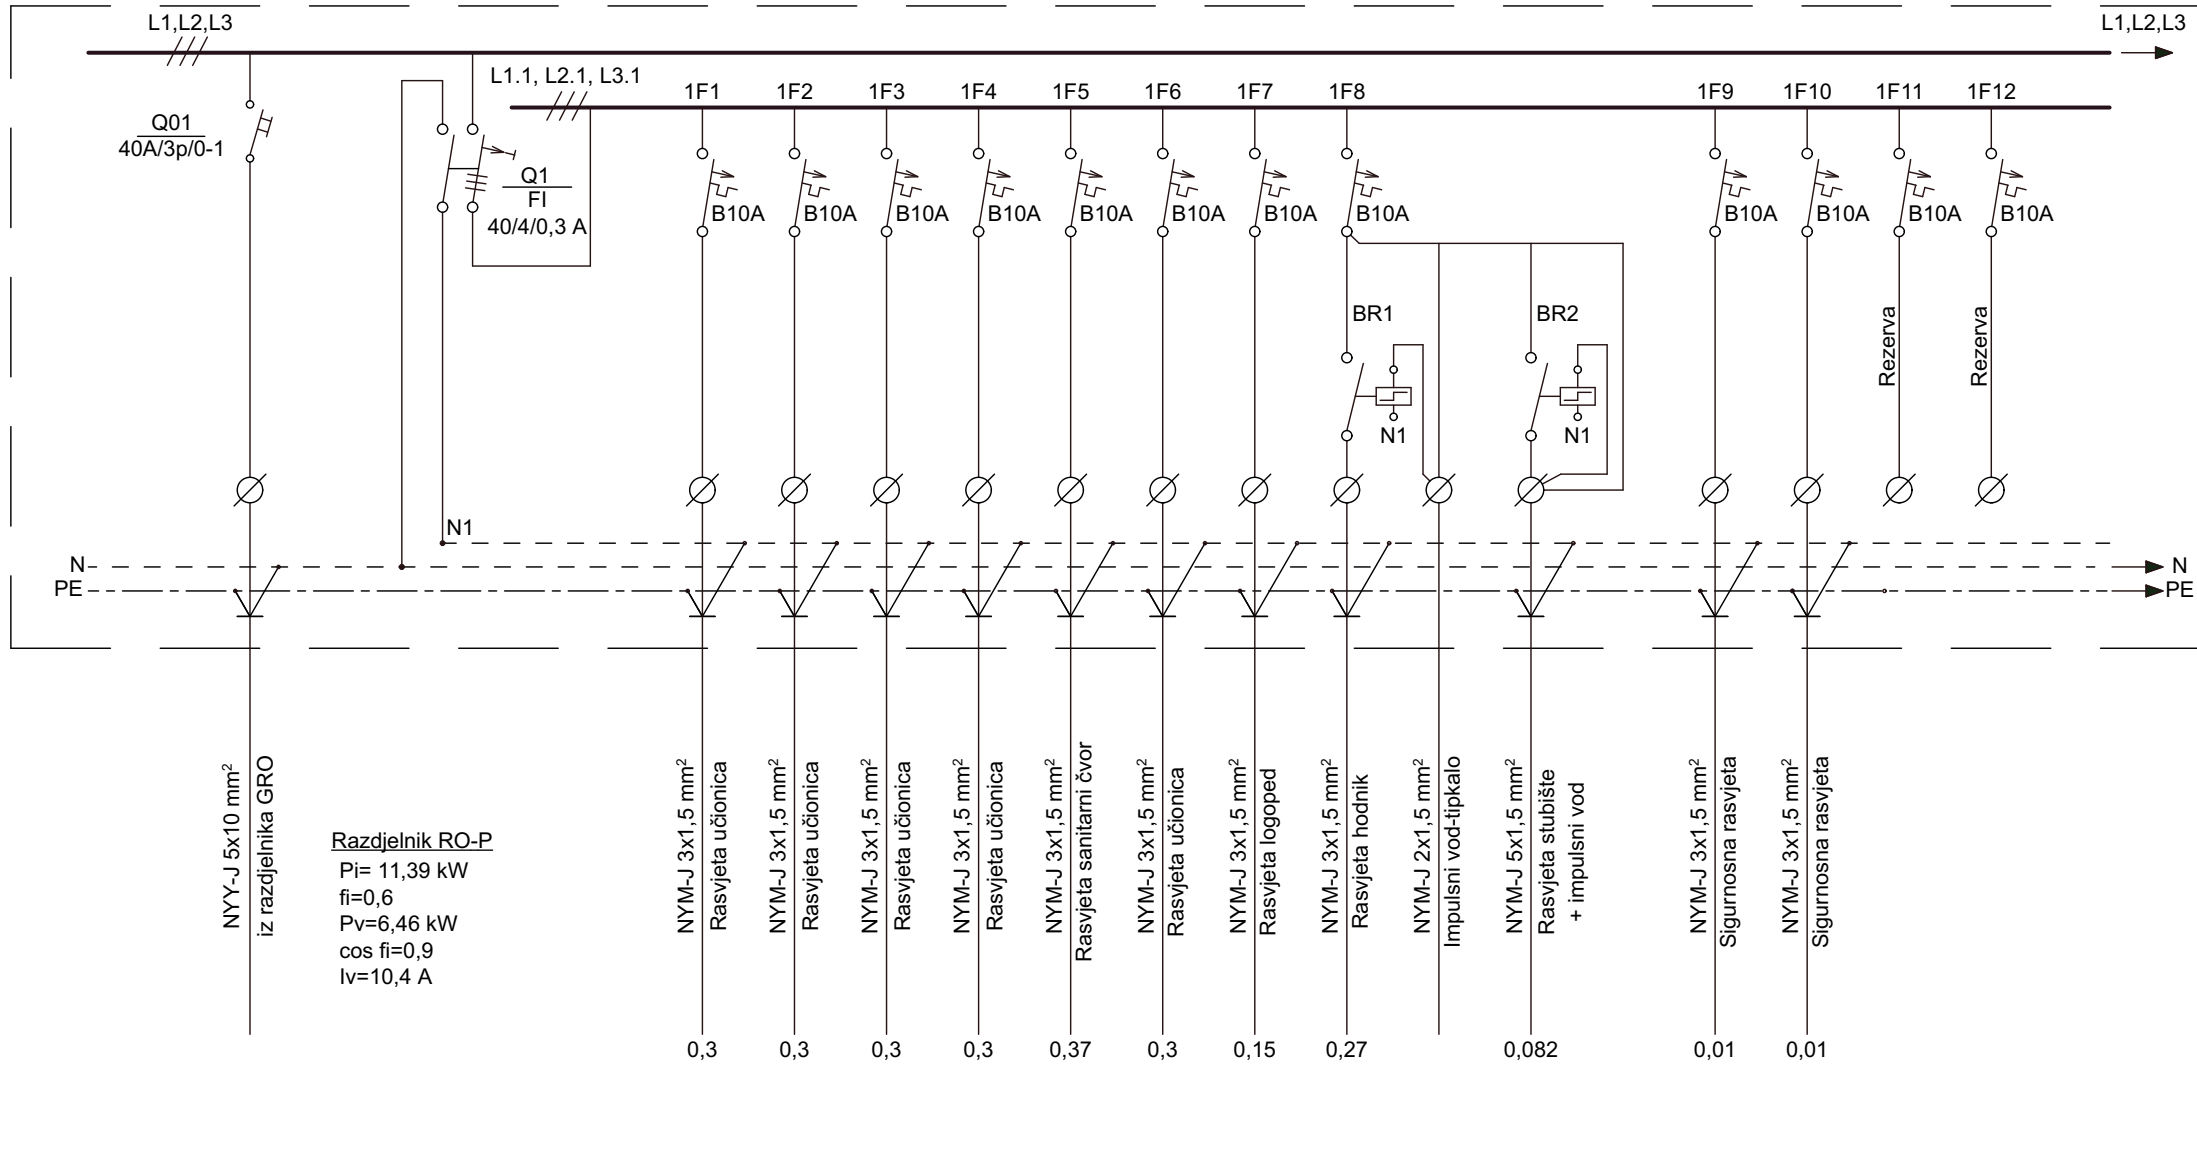 L1,L2,L3
L1,L2,L3
L1.1, L2.1, L3.1
1F1
1F2
1F3
1F4
1F5
1F6
1F7
1F8
1F9
1F10
1F11
1F12
Q01
40A/3p/0-1
Q1
FI
40/4/0,3 A
B10A
B10A
B10A
B10A
B10A
B10A
B10A
B10A
B10A
B10A
B10A
B10A
BR1
BR2
N1
N1
Rezerva
Rezerva
N1
N
N
PE
PE
NYY-J 5x10 mm²
iz razdjelnika GRO
Razdjelnik RO-P
Pi= 11,39 kW
fi=0,6
Pv=6,46 kW
cos fi=0,9
Iv=10,4 A
NYM-J 3x1,5 mm²
Rasvjeta učionica
NYM-J 3x1,5 mm²
Rasvjeta učionica
NYM-J 3x1,5 mm²
Rasvjeta učionica
NYM-J 3x1,5 mm²
Rasvjeta učionica
NYM-J 3x1,5 mm²
Rasvjeta sanitarni čvor
NYM-J 3x1,5 mm²
Rasvjeta učionica
NYM-J 3x1,5 mm²
Rasvjeta logoped
NYM-J 3x1,5 mm²
Rasvjeta hodnik
NYM-J 2x1,5 mm²
Impulsni vod-tipkalo
NYM-J 5x1,5 mm²
Rasvjeta stubište
+ impulsni vod
NYM-J 3x1,5 mm²
Sigurnosna rasvjeta
NYM-J 3x1,5 mm²
Sigurnosna rasvjeta
0,3
0,3
0,3
0,3
0,37
0,3
0,15
0,27
0,082
0,01
0,01